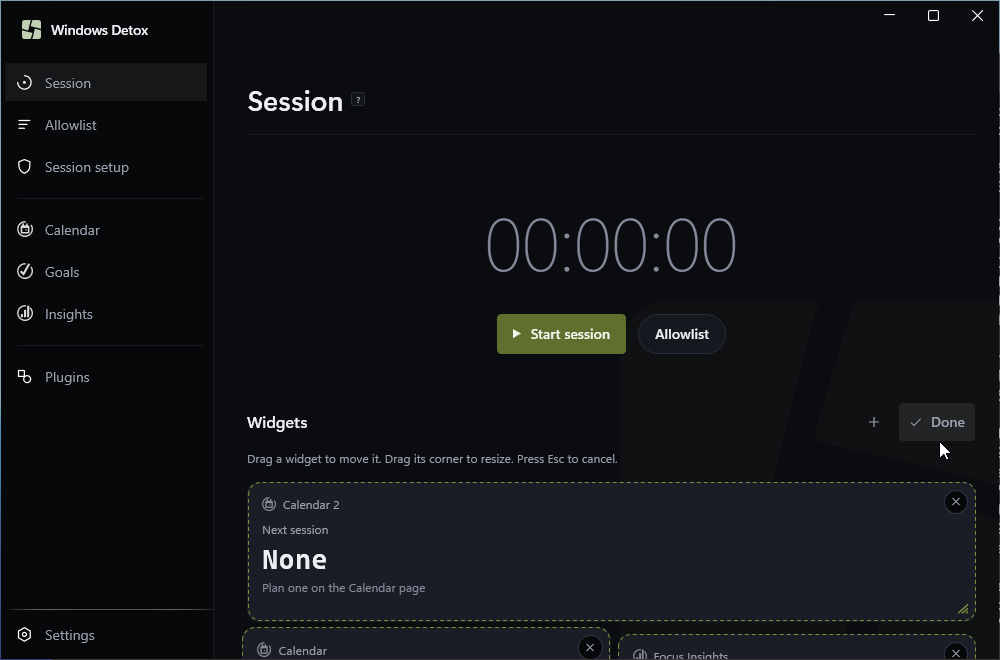 Windows Detox
Session
Allowlist
Session setup
Calendar
Goals
Insights
Plugins
Settings
Session ?
00:00:00
Start session
Allowlist
Widgets
Done
Drag a widget to move it. Drag its corner to resize. Press Esc to cancel.
Calendar 2
Next session
None
Plan one on the Calendar page
Calendar
Focus Insights